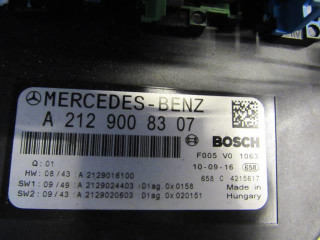 MERCEDES-BENZ
A 212 900 83 07
BOSCH
Q: 01
F005 V0 1063
10-09-16 658
HW: 08/43 A 2129016100
658 C 4215617
SW1: 09/49 A 2129024403 :Diag.0x0158
Made in
SW2: 09/43 A 2129020603 :Diag.0x020151
Hungary